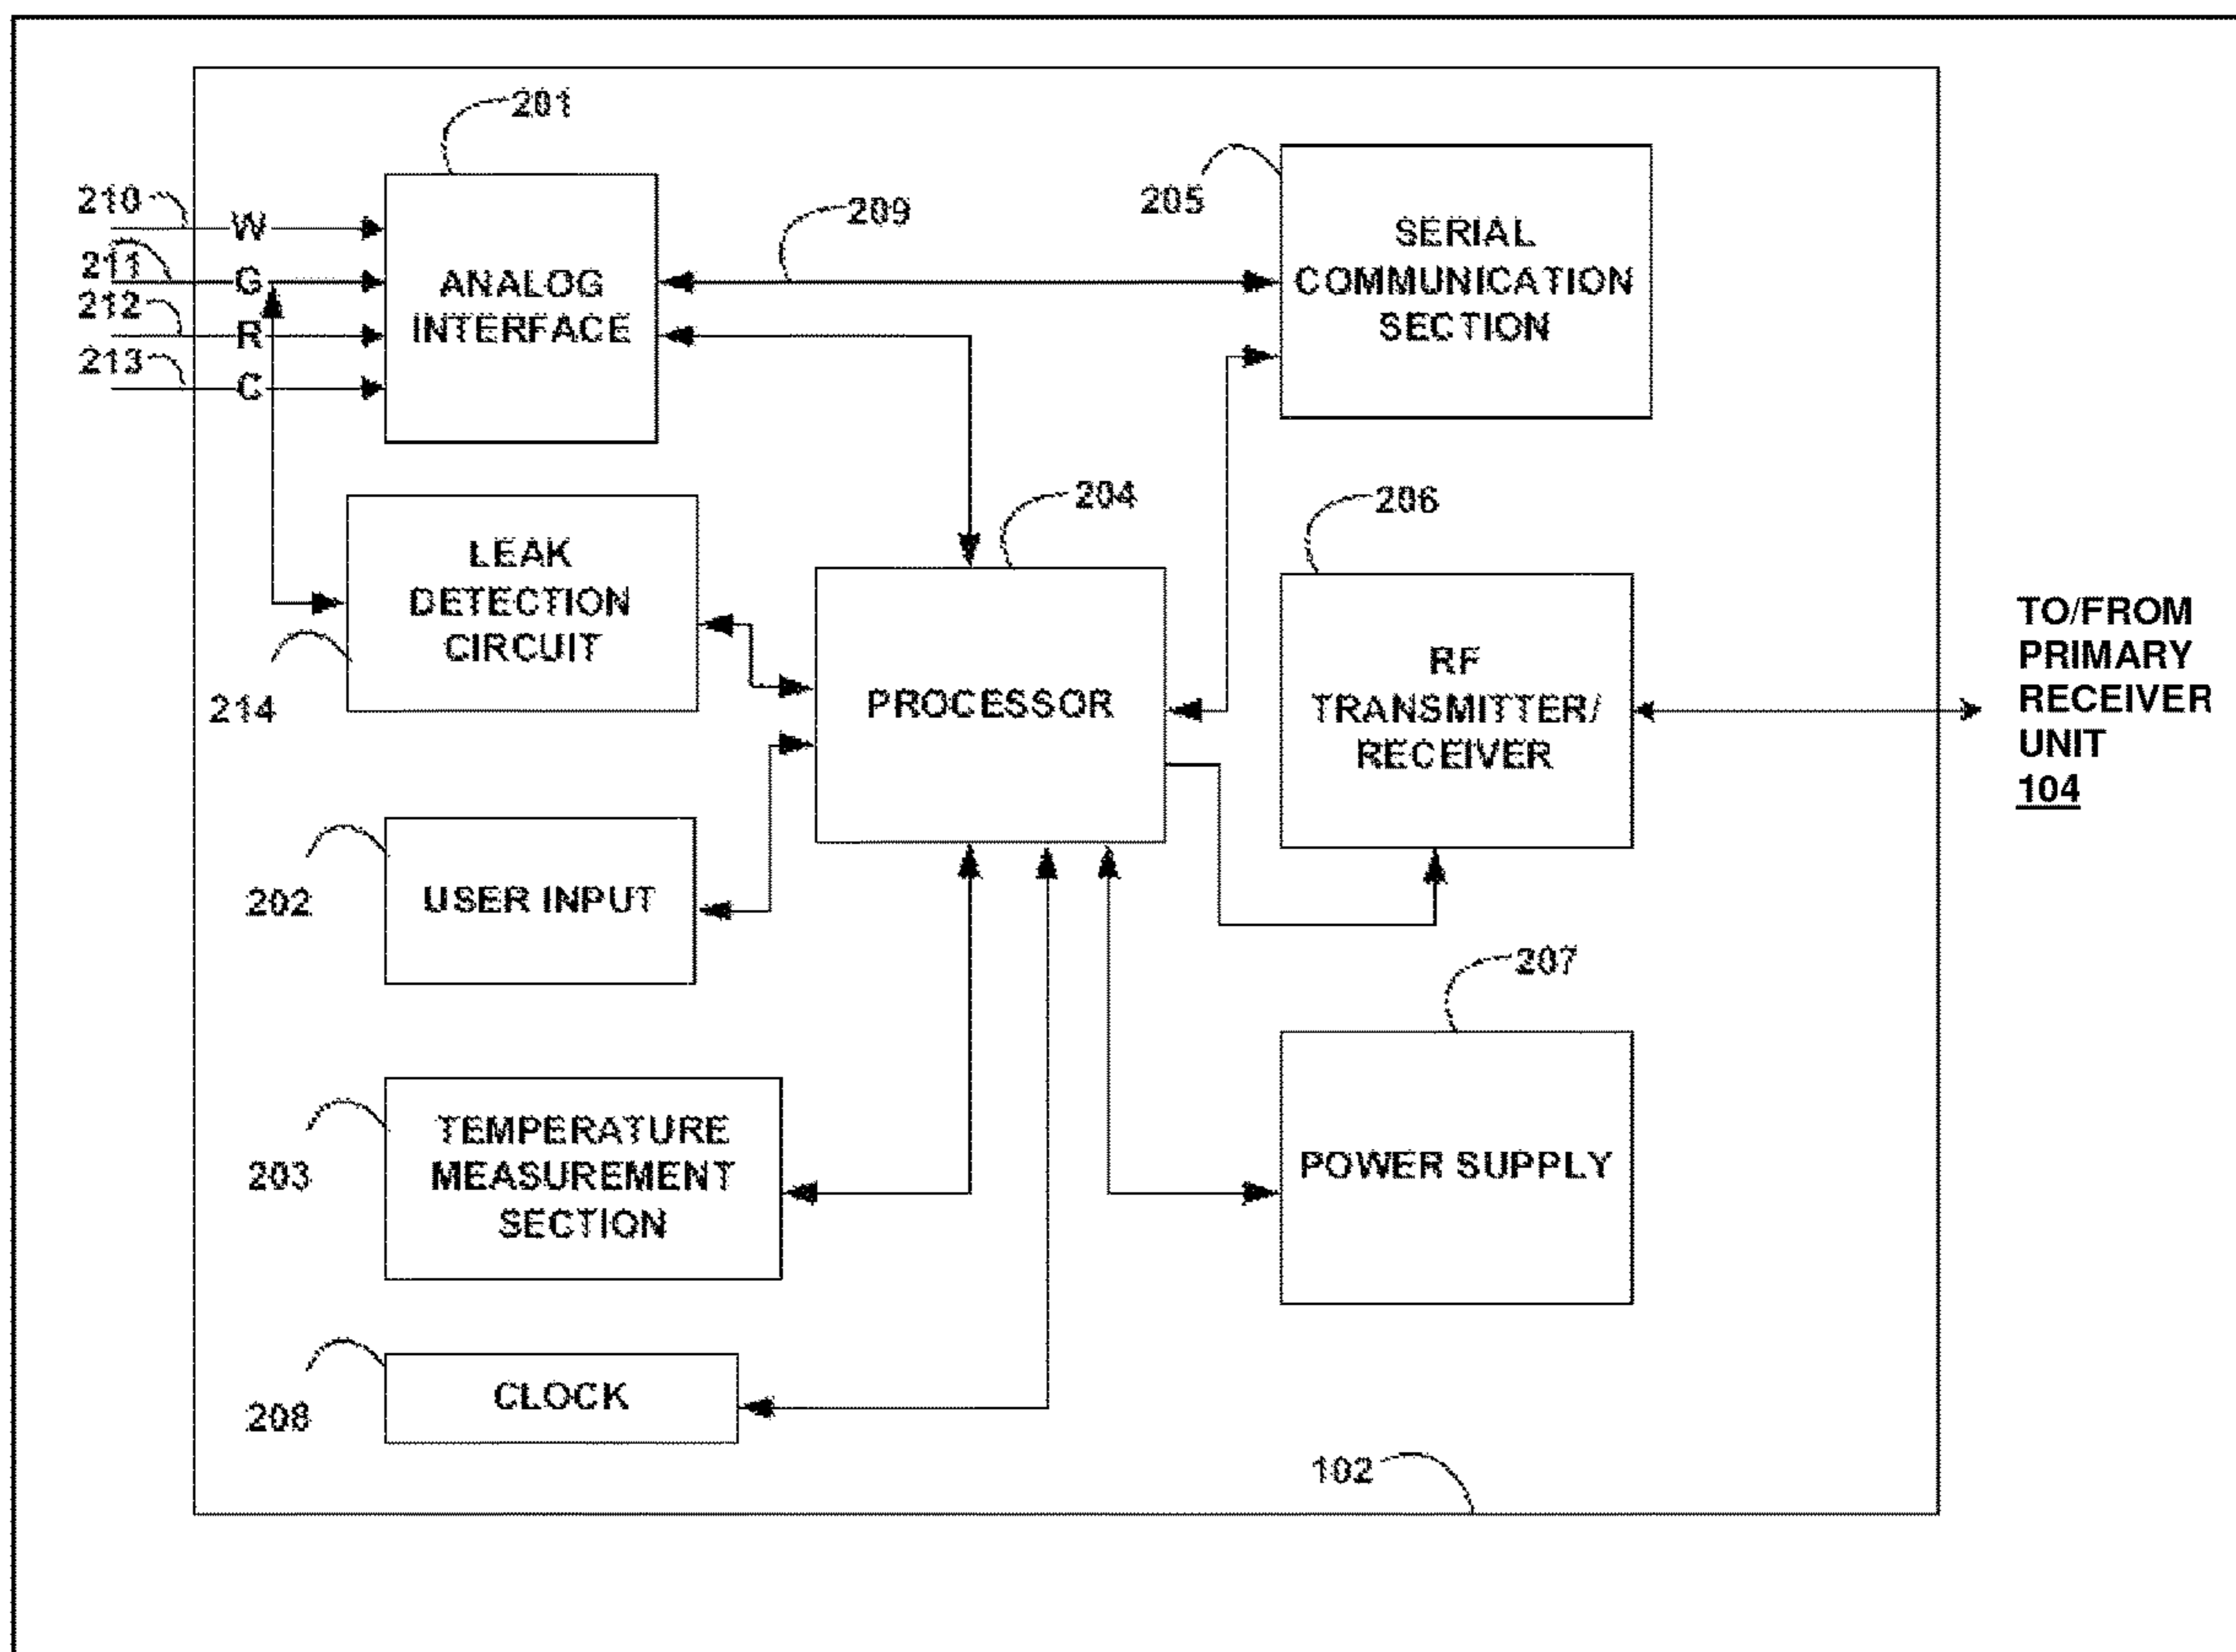 201
210
W
211
G
212
R
213
C
ANALOG
INTERFACE
209
205
SERIAL
COMMUNICATION
SECTION
LEAK
DETECTION
CIRCUIT
214
204
PROCESSOR
206
RF
TRANSMITTER/
RECEIVER
TO/FROM
PRIMARY
RECEIVER
UNIT
104
202
USER INPUT
207
POWER SUPPLY
203
TEMPERATURE
MEASUREMENT
SECTION
208
CLOCK
102